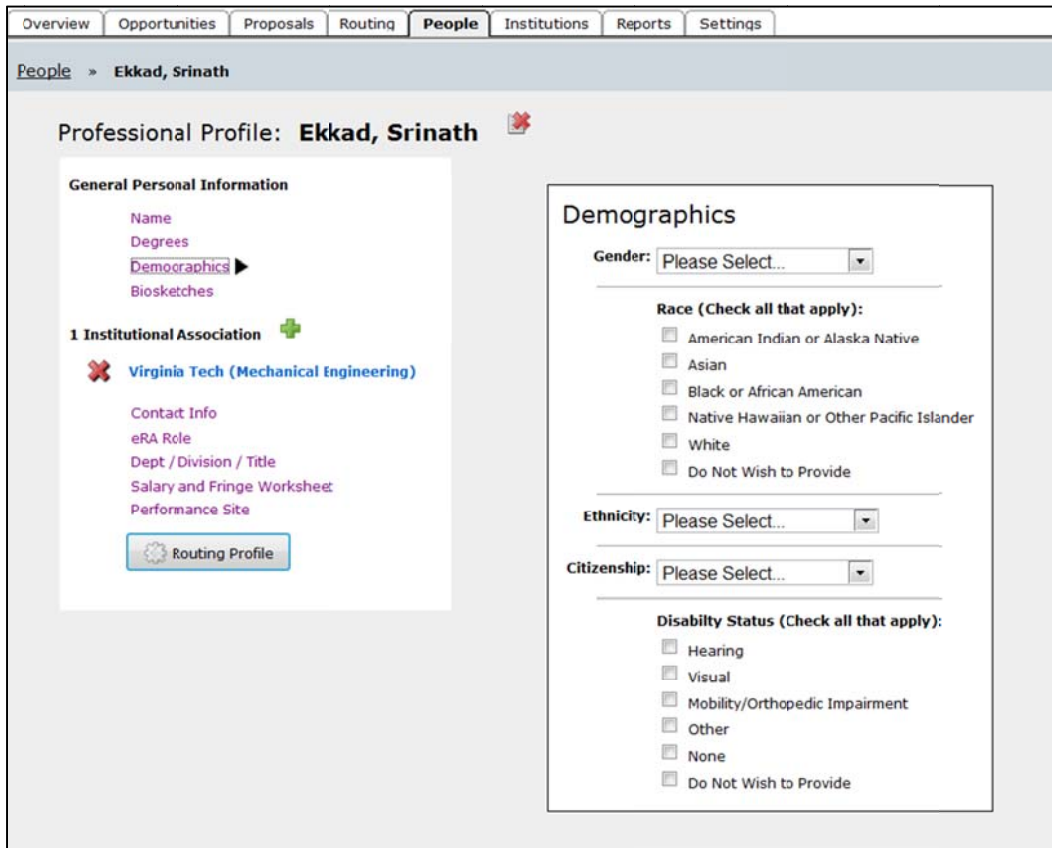 Overview Opportunities Proposals Routing People Institutions Reports Settings
People » Ekkad, Srinath
Professional Profile: Ekkad, Srinath
General Personal Information
Name
Degrees
Demographics
Biosketches
1 Institutional Association
Virginia Tech (Mechanical Engineering)
Contact Info
eRA Role
Dept / Division / Title
Salary and Fringe Worksheet
Performance Site
Routing Profile
Demographics
Gender: Please Select...
Race (Check all that apply):
American Indian or Alaska Native
Asian
Black or African American
Native Hawaiian or Other Pacific Islander
White
Do Not Wish to Provide
Ethnicity: Please Select...
Citizenship: Please Select...
Disabilty Status (Check all that apply):
Hearing
Visual
Mobility/Orthopedic Impairment
Other
None
Do Not Wish to Provide